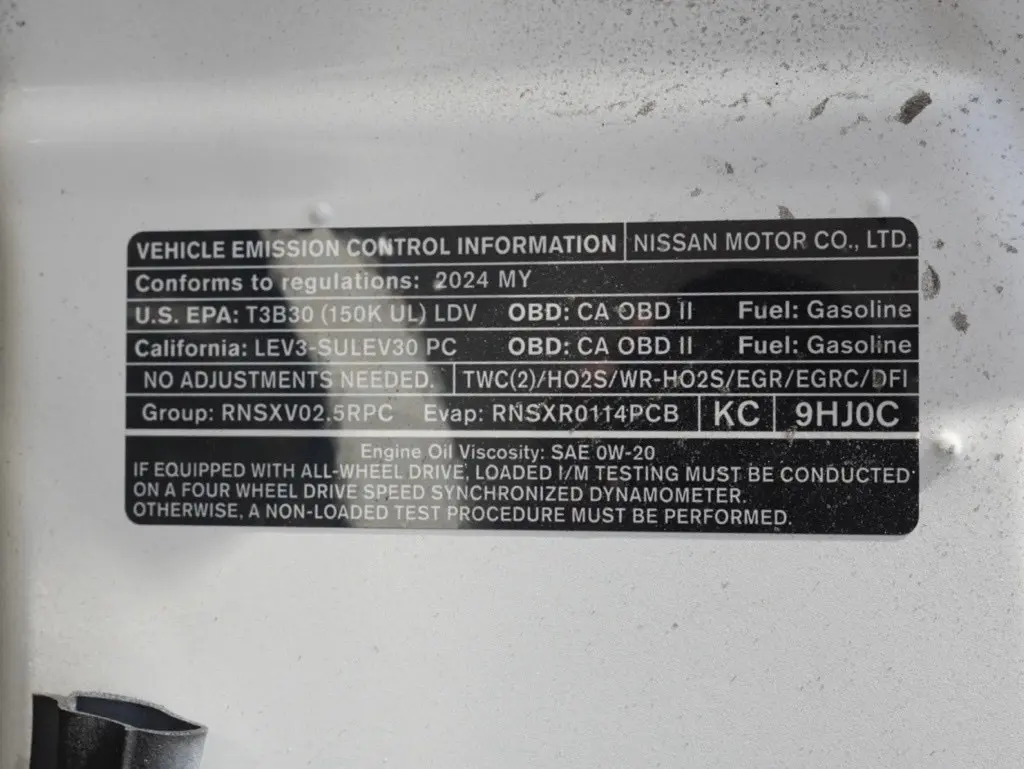 VEHICLE EMISSION CONTROL INFORMATION NISSAN MOTOR CO., LTD.
Conforms to regulations: 2024 MY
U.S. EPA: T3B30 (150K UL) LDV OBD: CA OBD II Fuel: Gasoline
California: LEV3-SULEV30 PC OBD: CA OBD II Fuel: Gasoline
NO ADJUSTMENTS NEEDED. TWC(2)/HO2S/WR-HO2S/EGR/EGRC/DFI
Group: RNSXV02.5RPC Evap: RNSXR0114PCB KC 9HJ0C
Engine Oil Viscosity: SAE 0W-20
IF EQUIPPED WITH ALL-WHEEL DRIVE, LOADED I/M TESTING MUST BE CONDUCTED
ON A FOUR WHEEL DRIVE SPEED SYNCHRONIZED DYNAMOMETER.
OTHERWISE, A NON-LOADED TEST PROCEDURE MUST BE PERFORMED.